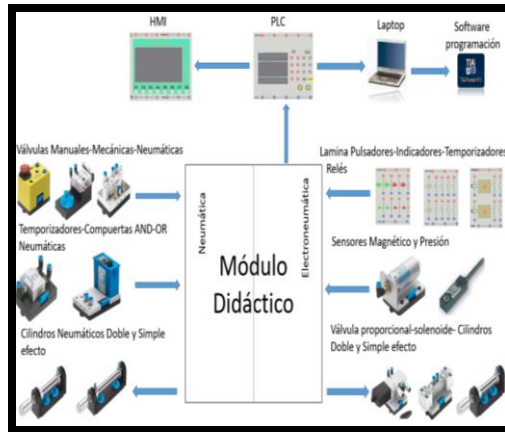 HMI
PLC
Laptop
Software
programación
TIA
Válvulas Manuales-Mecánicas-Neumáticas
Lamina Pulsadores-Indicadores-Temporizadores
Relés
Neumática
Electroneumática
Temporizadores-Compuertas AND-OR
Neumáticas
Sensores Magnético y Presión
Módulo
Didáctico
Cilindros Neumáticos Doble y Simple
efecto
Válvula proporcional-solenoide- Cilindros
Doble y Simple efecto